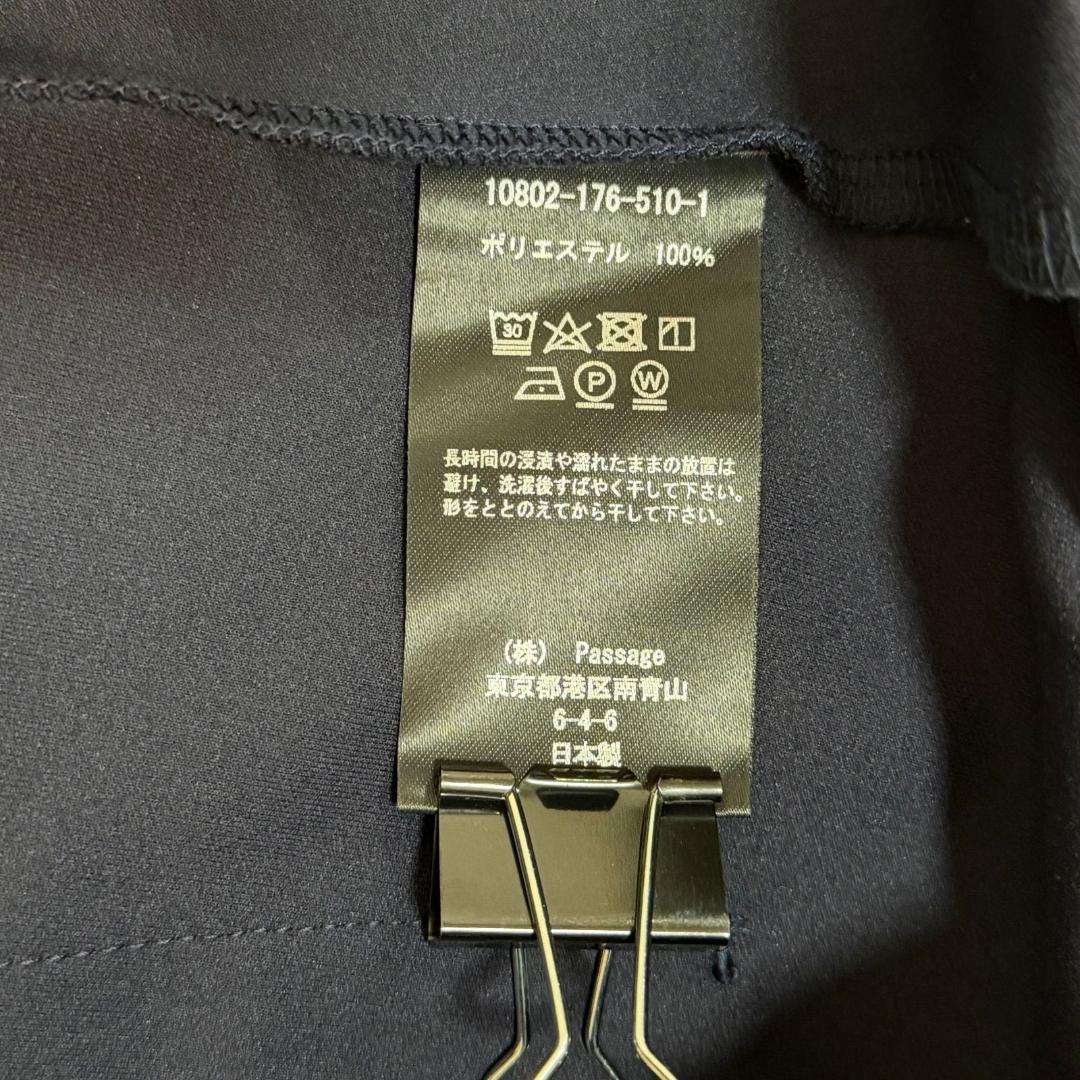 10802-176-510-1
ポリエステル 100%
30
P W
長時間の浸漬や濡れたままの放置は
避け、洗濯後すばやく干して下さい。
形をととのえてから干して下さい。
(株) Passage
東京都港区南青山
6-4-6
日本製